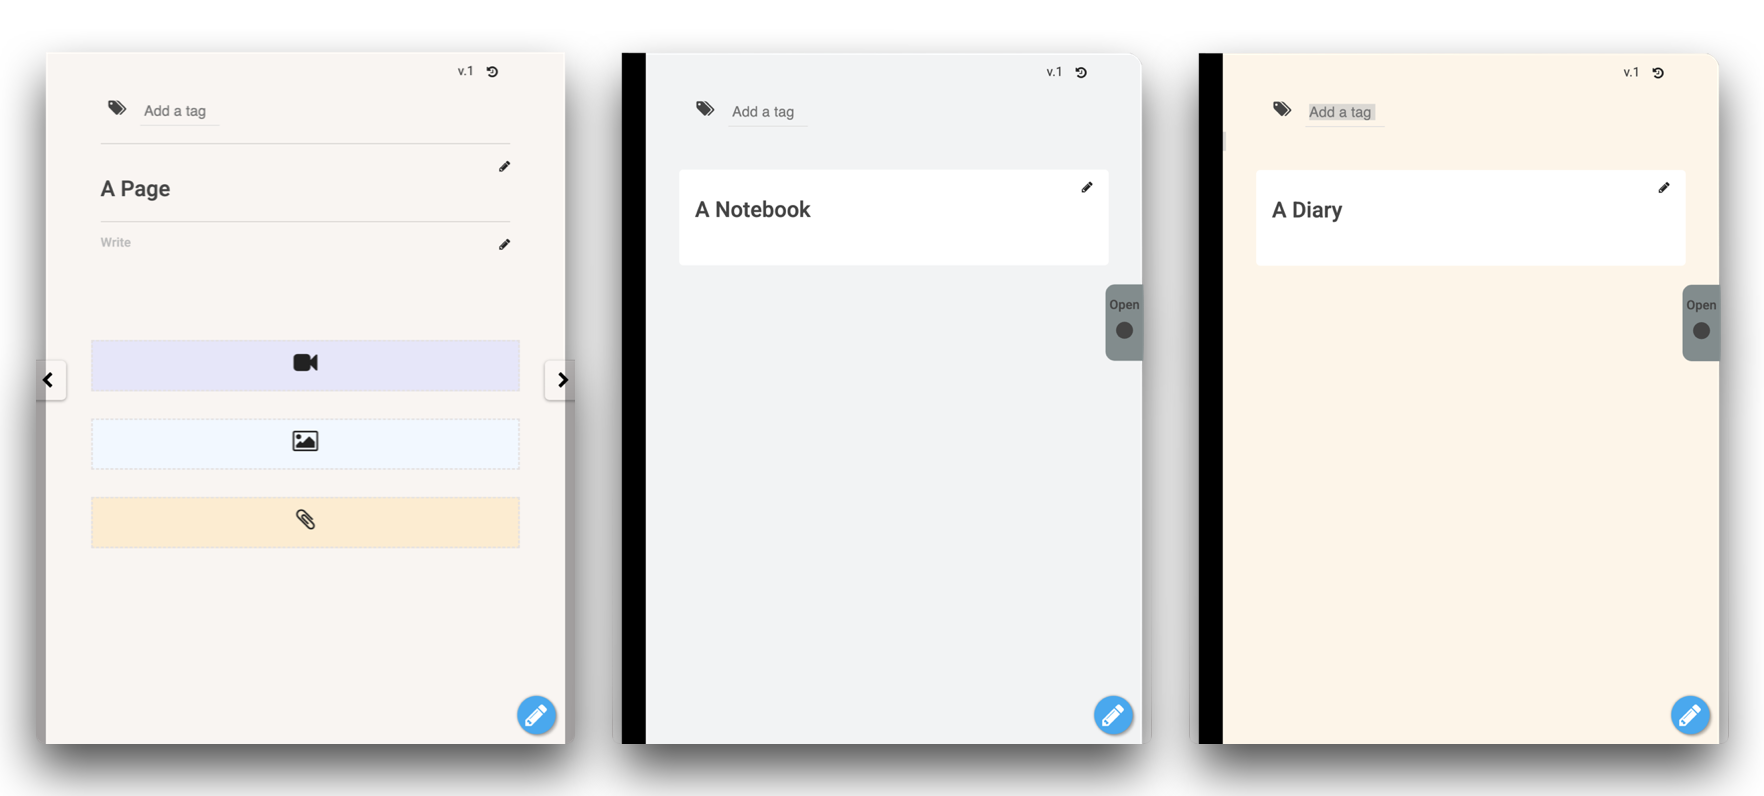 v.1
Add a tag
A Page
Write
v.1
Add a tag
A Notebook
Open
v.1
Add a tag
A Diary
Open